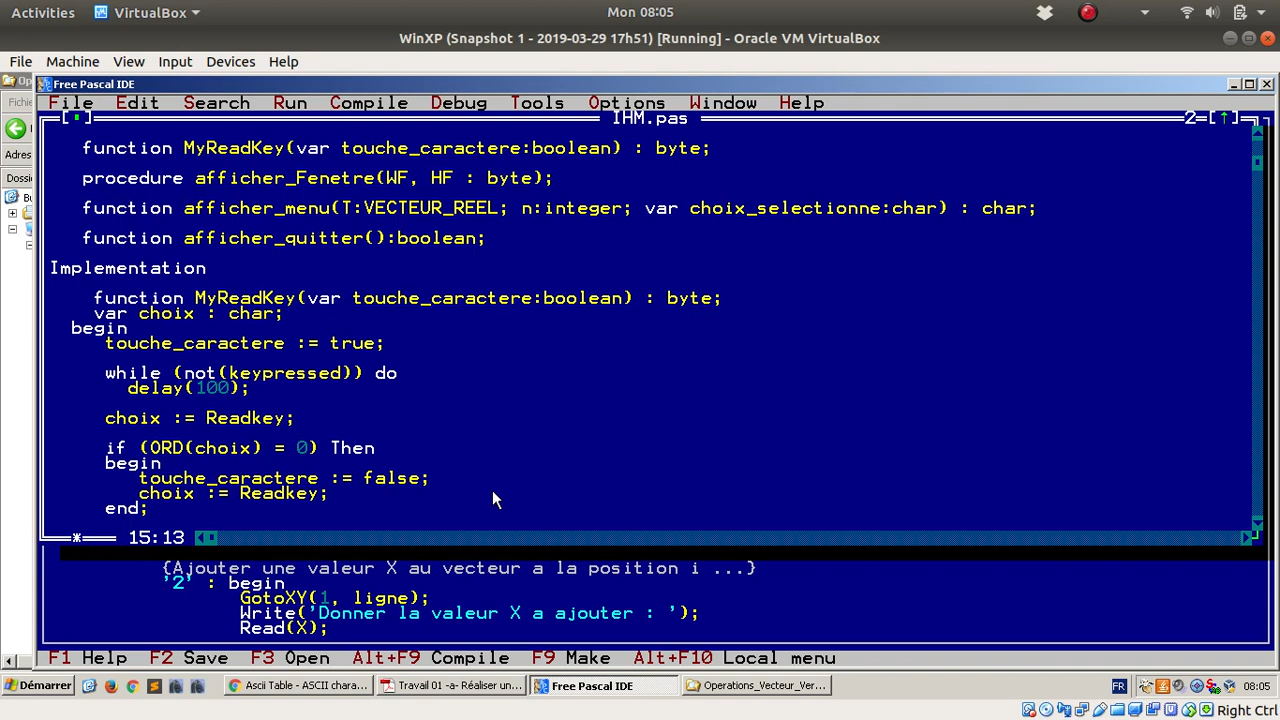 Activities VirtualBox Mon 08:05
WinXP (Snapshot 1 - 2019-03-29 17h51) [Running] - Oracle VM VirtualBox
File Machine View Input Devices Help
Free Pascal IDE
File Edit Search Run Compile Debug Tools Options Window Help
IHM.pas 2
function MyReadKey(var touche_caractere:boolean) : byte;
procedure afficher_Fenetre(WF, HF : byte);
function afficher_menu(T:VECTEUR_REEL; n:integer; var choix_selectionne:char) : char;
function afficher_quitter():boolean;
Implementation
function MyReadKey(var touche_caractere:boolean) : byte;
var choix : char;
begin
touche_caractere := true;
while (not(keypressed)) do
delay(100);
choix := Readkey;
if (ORD(choix) = 0) Then
begin
touche_caractere := false;
choix := Readkey;
end;
15:13
{Ajouter une valeur X au vecteur a la position i ...}
'2' : begin
GotoXY(1, ligne);
Write('Donner la valeur X a ajouter : ');
Read(X);
F1 Help F2 Save F3 Open Alt+F9 Compile F9 Make Alt+F10 Local menu
Démarrer Ascii Table - ASCII chara... Travail 01 -a- Réaliser un... Free Pascal IDE Operations_Vecteur_Ver... FR 08:05
Right Ctrl